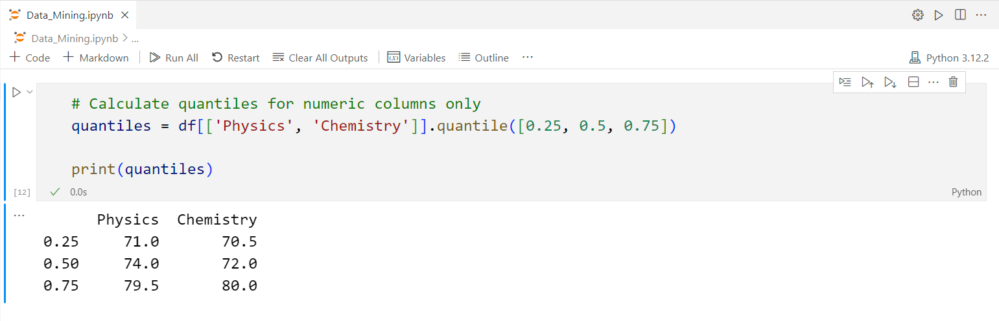 Data_Mining.ipynb
Data_Mining.ipynb > ...
+ Code + Markdown Run All Restart Clear All Outputs Variables Outline ... Python 3.12.2
# Calculate quantiles for numeric columns only
quantiles = df[['Physics', 'Chemistry']].quantile([0.25, 0.5, 0.75])
print(quantiles)
[12] 0.0s Python
Physics Chemistry
0.25 71.0 70.5
0.50 74.0 72.0
0.75 79.5 80.0